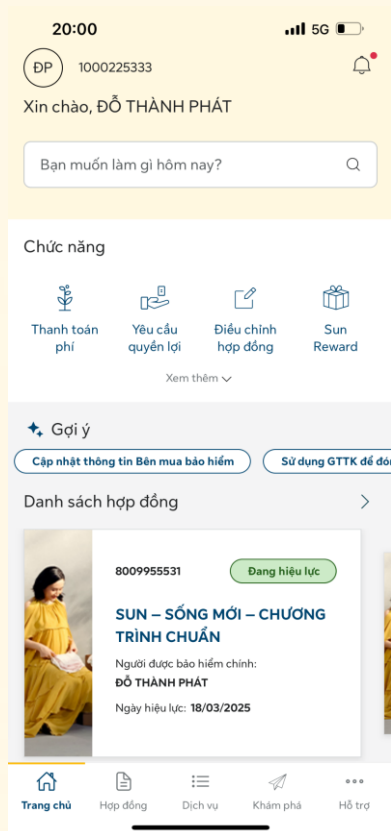 20:00
5G
ĐP
1000225333
Xin chào, ĐỖ THÀNH PHÁT
Bạn muốn làm gì hôm nay?
Chức năng
Thanh toán phí
Yêu cầu quyền lợi
Điều chỉnh hợp đồng
Sun Reward
Xem thêm
Gợi ý
Cập nhật thông tin Bên mua bảo hiểm
Sử dụng GTTK để đó
Danh sách hợp đồng
8009955531
Đang hiệu lực
SUN – SỐNG MỚI – CHƯƠNG
TRÌNH CHUẨN
Người được bảo hiểm chính:
ĐỖ THÀNH PHÁT
Ngày hiệu lực: 18/03/2025
Trang chủ
Hợp đồng
Dịch vụ
Khám phá
Hỗ trợ